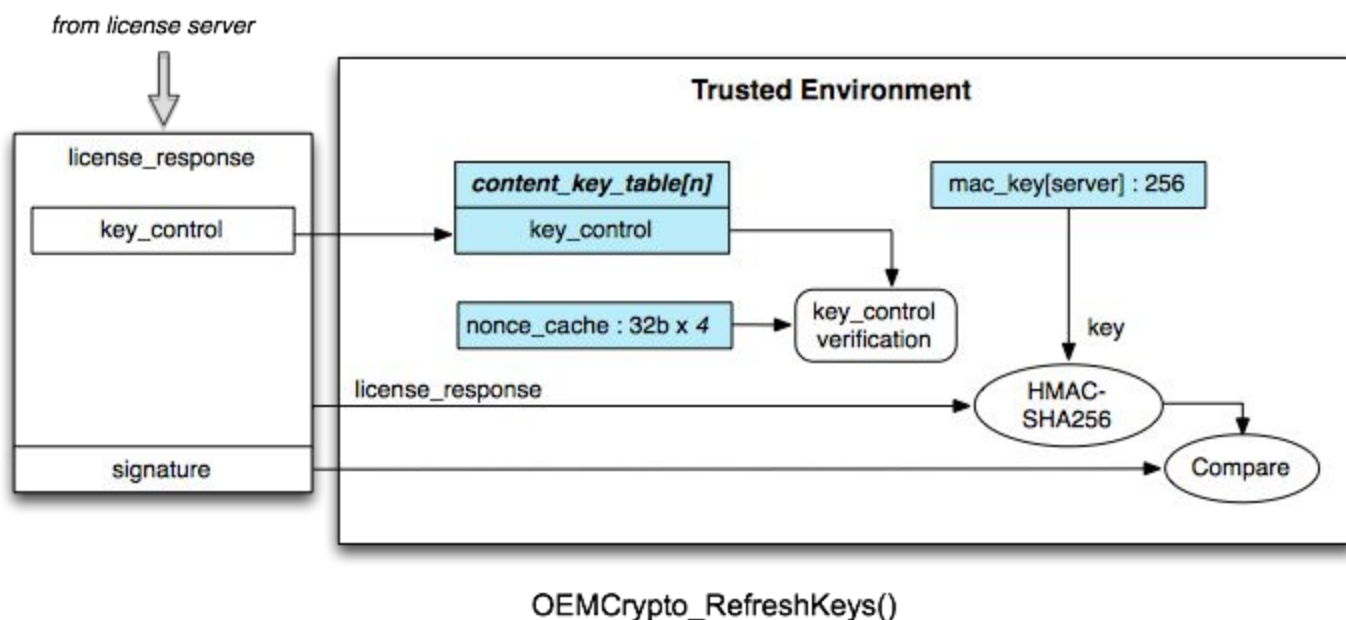 from license server
Trusted Environment
license_response
key_control
content_key_table[n]
key_control
mac_key[server] : 256
nonce_cache : 32b x 4
key_control
verification
key
license_response
HMAC-
SHA256
signature
Compare
OEMCrypto_RefreshKeys()